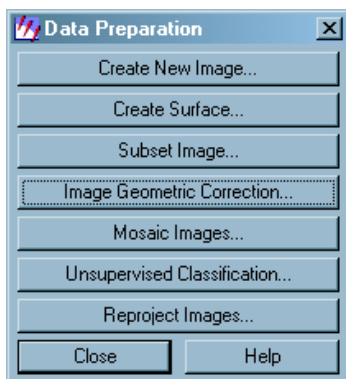 Data Preparation
Create New Image...
Create Surface...
Subset Image...
Image Geometric Correction...
Mosaic Images...
Unsupervised Classification...
Reproject Images...
Close Help